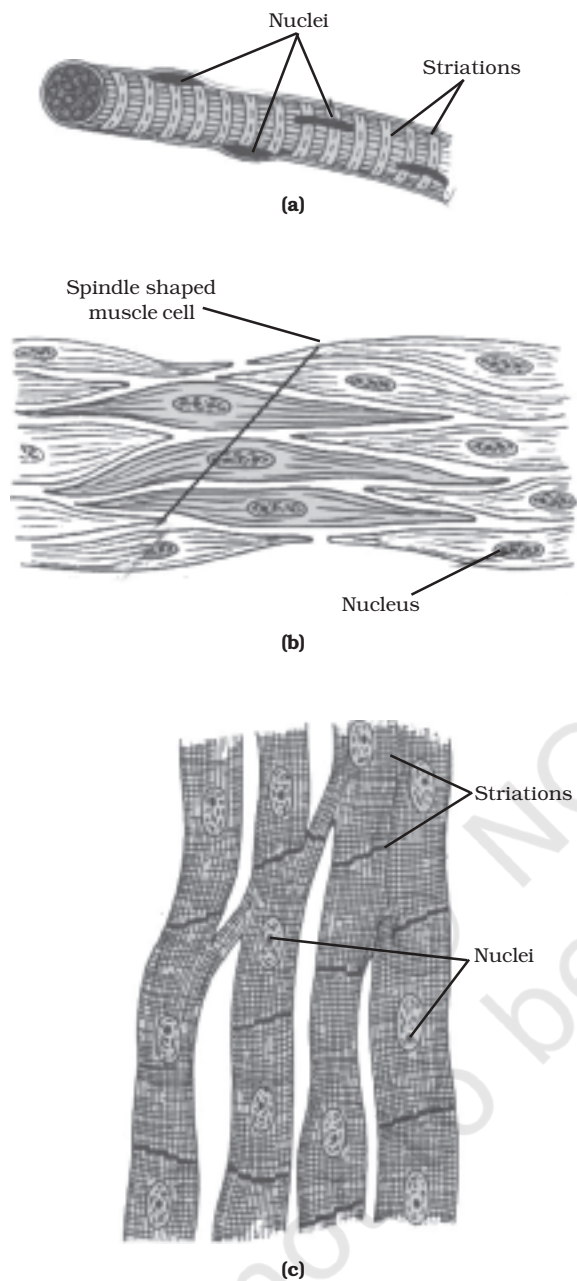 Nuclei
Striations
(a)
Spindle shaped
muscle cell
Nucleus
(b)
Striations
Nuclei
(c)